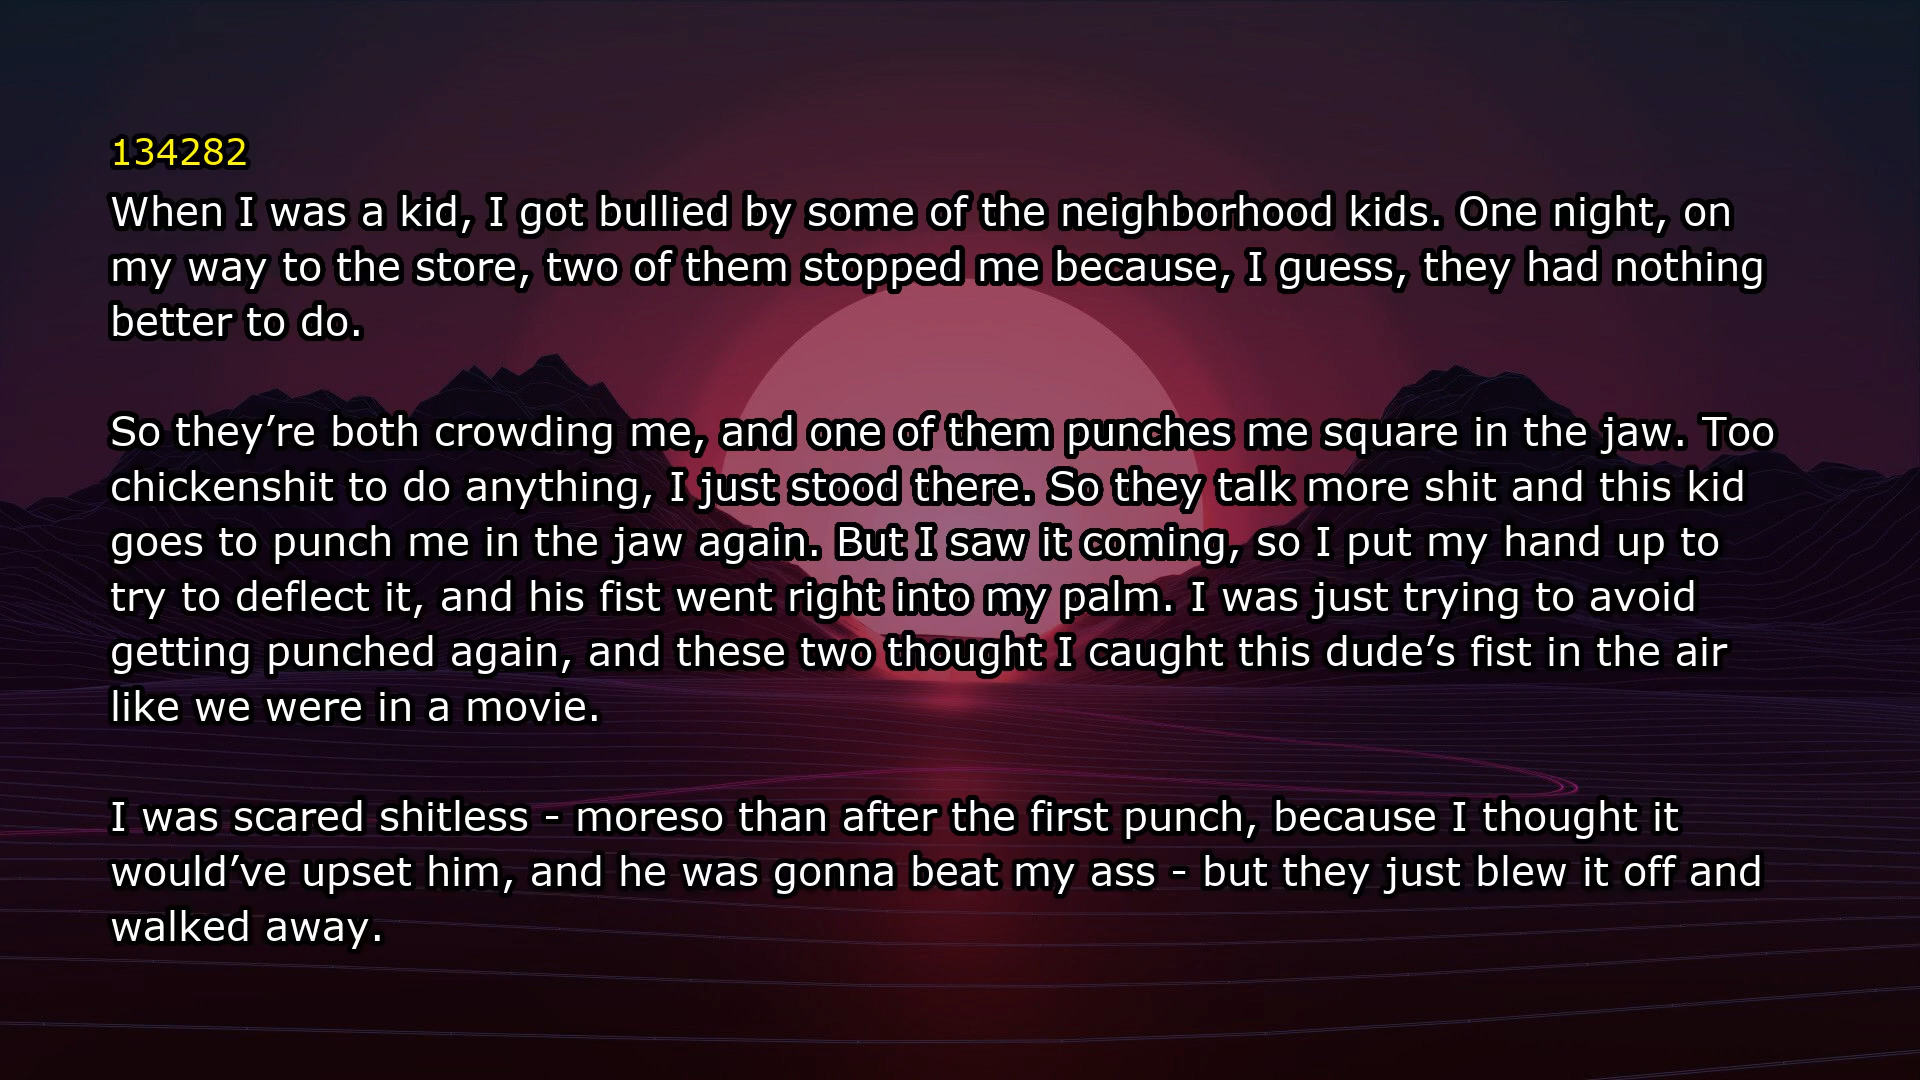 134282
When I was a kid, I got bullied by some of the neighborhood kids. One night, on
my way to the store, two of them stopped me because, I guess, they had nothing
better to do.
So they’re both crowding me, and one of them punches me square in the jaw. Too
chickenshit to do anything, I just stood there. So they talk more shit and this kid
goes to punch me in the jaw again. But I saw it coming, so I put my hand up to
try to deflect it, and his fist went right into my palm. I was just trying to avoid
getting punched again, and these two thought I caught this dude’s fist in the air
like we were in a movie.
I was scared shitless - moreso than after the first punch, because I thought it
would’ve upset him, and he was gonna beat my ass - but they just blew it off and
walked away.